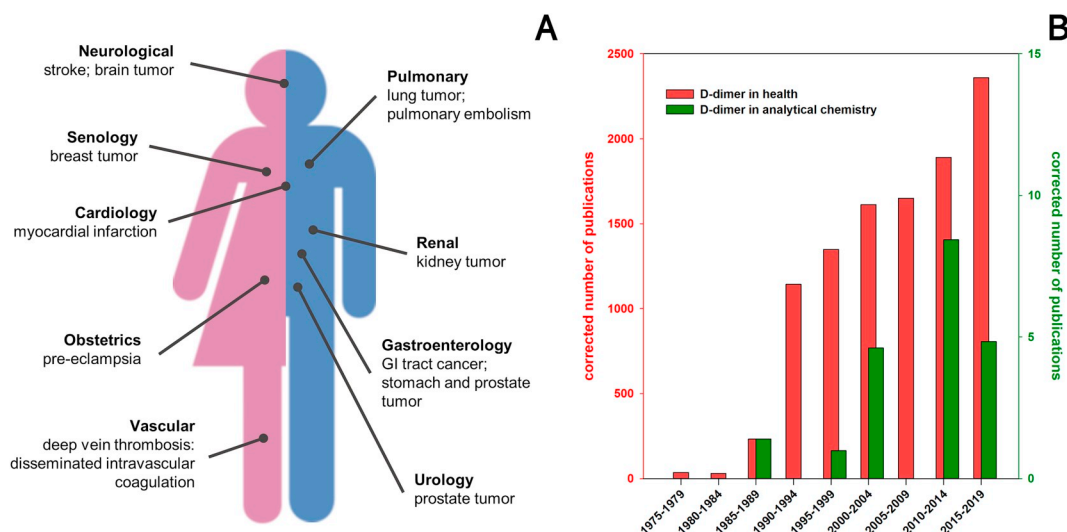 A
Neurological
stroke; brain tumor
Pulmonary
lung tumor;
pulmonary embolism
Senology
breast tumor
Cardiology
myocardial infarction
Renal
kidney tumor
Obstetrics
pre-eclampsia
Gastroenterology
GI tract cancer;
stomach and prostate
tumor
Vascular
deep vein thrombosis:
disseminated intravascular
coagulation
Urology
prostate tumor
B
D-dimer in health
D-dimer in analytical chemistry
corrected number of publications
2500
2000
1500
1000
500
0
corrected number of publications
15
10
5
0
1975-1979
1980-1984
1985-1989
1990-1994
1995-1999
2000-2004
2005-2009
2010-2014
2015-2019